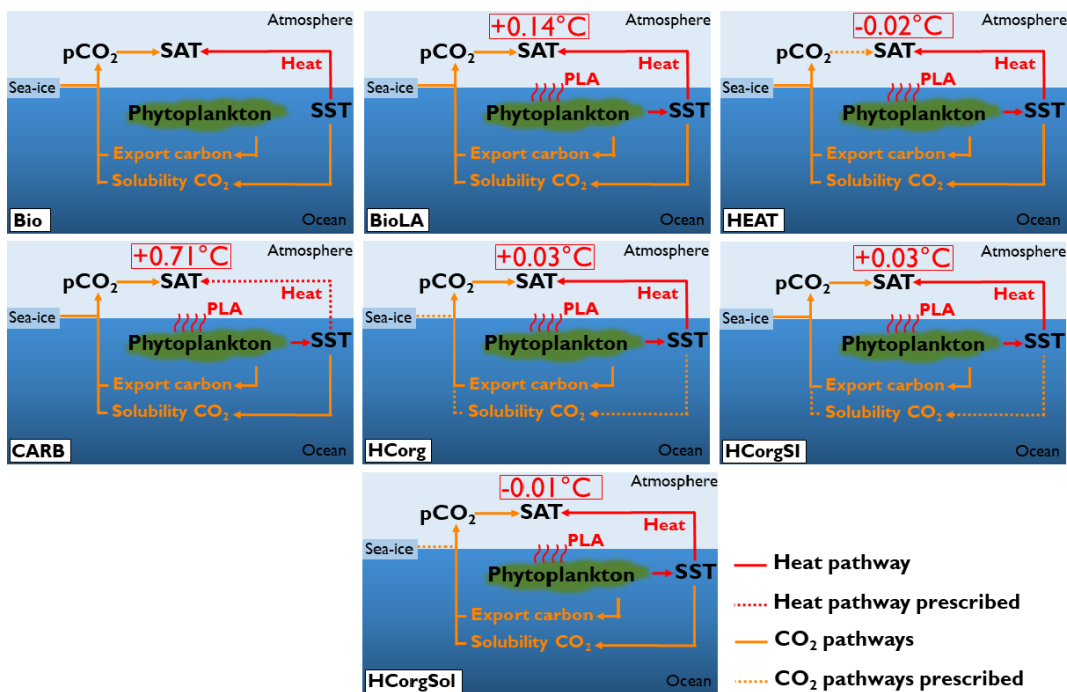 Atmosphere
pCO₂ SAT
Heat
Sea-ice
Phytoplankton SST
Export carbon
Solubility CO₂
Ocean
Bio
+0.14°C
Atmosphere
pCO₂ SAT
Heat
PLA
Sea-ice
Phytoplankton SST
Export carbon
Solubility CO₂
Ocean
BioLA
-0.02°C
Atmosphere
pCO₂ SAT
Heat
PLA
Sea-ice
Phytoplankton SST
Export carbon
Solubility CO₂
Ocean
HEAT
+0.71°C
Atmosphere
pCO₂ SAT
Heat
PLA
Sea-ice
Phytoplankton SST
Export carbon
Solubility CO₂
Ocean
CARB
+0.03°C
Atmosphere
pCO₂ SAT
Heat
PLA
Sea-ice
Phytoplankton SST
Export carbon
Solubility CO₂
Ocean
HCorg
+0.03°C
Atmosphere
pCO₂ SAT
Heat
PLA
Sea-ice
Phytoplankton SST
Export carbon
Solubility CO₂
Ocean
HCorgSI
-0.01°C
Atmosphere
pCO₂ SAT
Heat
PLA
Sea-ice
Phytoplankton SST
Export carbon
Solubility CO₂
Ocean
HCorgSol
Heat pathway
Heat pathway prescribed
CO₂ pathways
CO₂ pathways prescribed